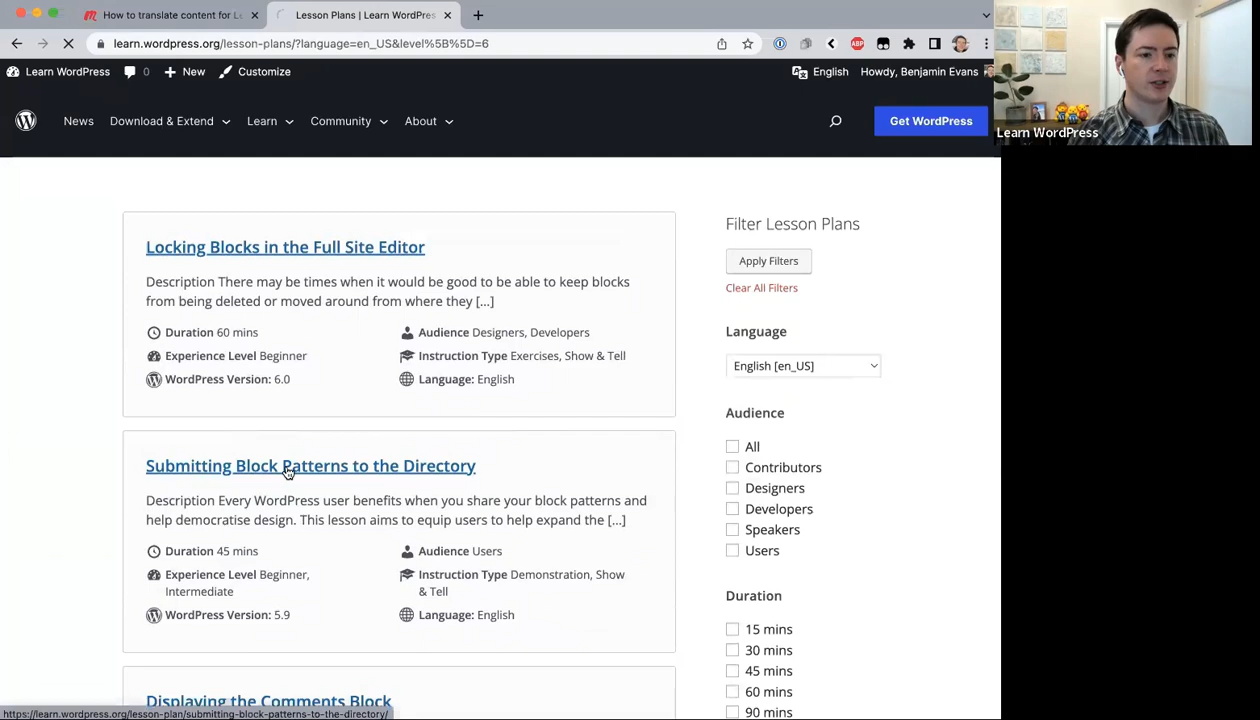 How to translate content for Le
Lesson Plans | Learn WordPres
learn.wordpress.org/lesson-plans/?language=en_US&level%5B%5D=6
ABP
Learn WordPress
0
New
Customize
English
Howdy, Benjamin Evans
News
Download & Extend
Learn
Community
About
Get WordPress
Learn WordPress
Locking Blocks in the Full Site Editor
Description There may be times when it would be good to be able to keep blocks
from being deleted or moved around from where they [...]
Duration 60 mins
Audience Designers, Developers
Experience Level Beginner
Instruction Type Exercises, Show & Tell
WordPress Version: 6.0
Language: English
Submitting Block Patterns to the Directory
Description Every WordPress user benefits when you share your block patterns and
help democratise design. This lesson aims to equip users to help expand the [...]
Duration 45 mins
Audience Users
Experience Level Beginner,
Intermediate
Instruction Type Demonstration, Show
& Tell
WordPress Version: 5.9
Language: English
Displaying the Comments Block
Filter Lesson Plans
Apply Filters
Clear All Filters
Language
English [en_US]
Audience
All
Contributors
Designers
Developers
Speakers
Users
Duration
15 mins
30 mins
45 mins
60 mins
90 mins
https://learn.wordpress.org/lesson-plan/submitting-block-patterns-to-the-directory/